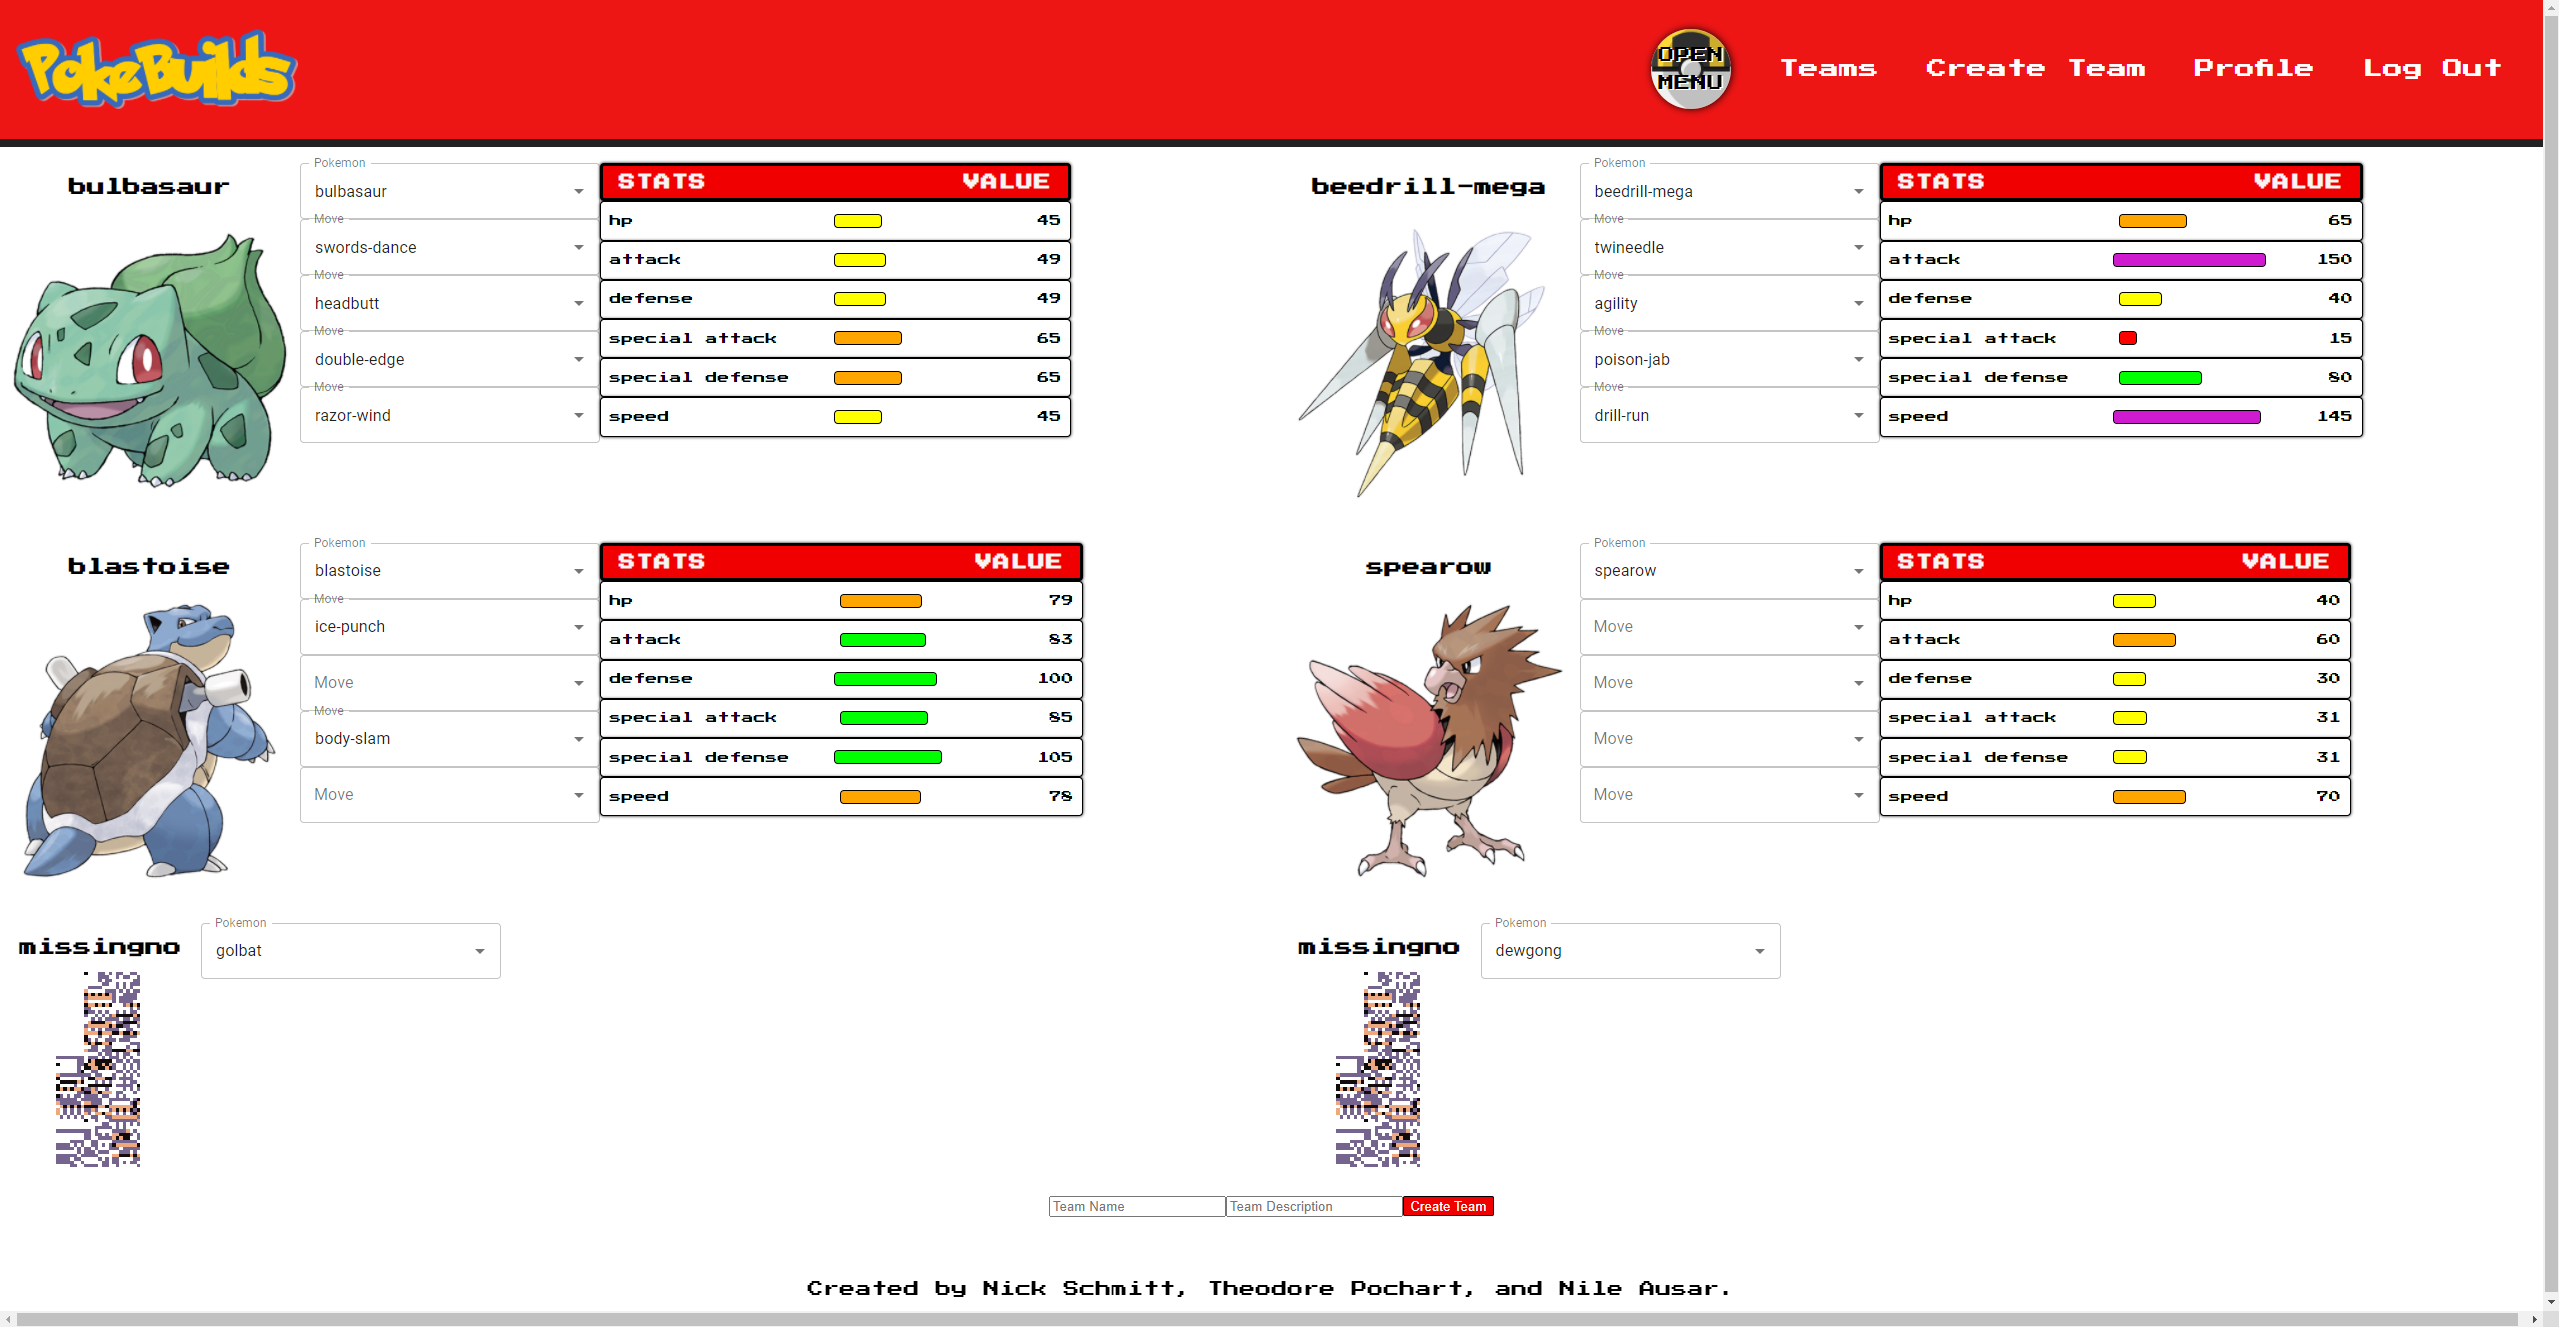 PokeBuilds
OPEN MENU
Teams
Create Team
Profile
Log Out
bulbasaur
Pokemon
bulbasaur
Move
swords-dance
Move
headbutt
Move
double-edge
Move
razor-wind
STATS VALUE
hp 45
attack 49
defense 49
special attack 65
special defense 65
speed 45
beedrill-mega
Pokemon
beedrill-mega
Move
twineedle
Move
agility
Move
poison-jab
Move
drill-run
STATS VALUE
hp 65
attack 150
defense 40
special attack 15
special defense 80
speed 145
blastoise
Pokemon
blastoise
Move
ice-punch
Move
Move
body-slam
Move
STATS VALUE
hp 79
attack 83
defense 100
special attack 85
special defense 105
speed 78
spearow
Pokemon
spearow
Move
Move
Move
Move
STATS VALUE
hp 40
attack 60
defense 30
special attack 31
special defense 31
speed 70
missingno
Pokemon
golbat
missingno
Pokemon
dewgong
Team Name
Team Description
Create Team
Created by Nick Schmitt, Theodore Pochart, and Nile Ausar.